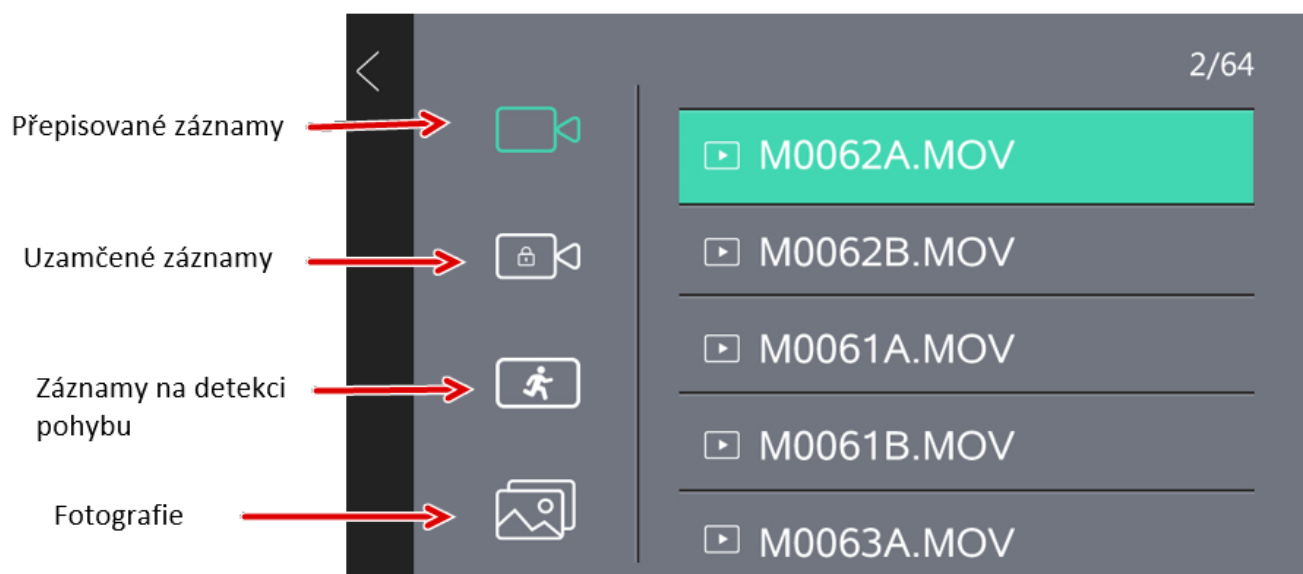 2/64
Přepisované záznamy
M0062A.MOV
Uzamčené záznamy
M0062B.MOV
M0061A.MOV
Záznamy na detekci
pohybu
M0061B.MOV
Fotografie
M0063A.MOV